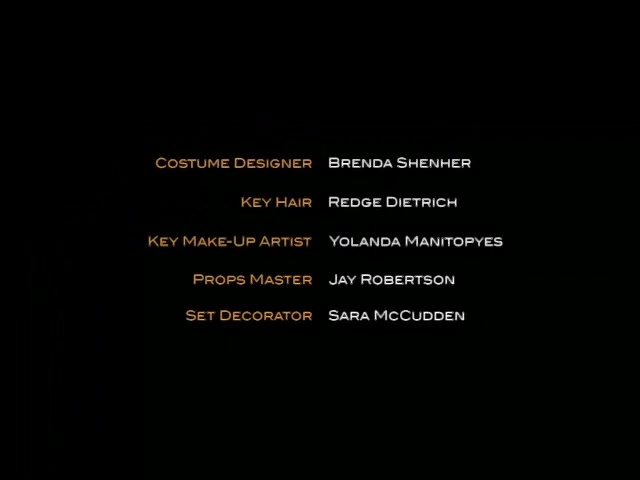 Costume Designer Brenda Shenher
Key Hair Redge Dietrich
Key Make-Up Artist Yolanda Manitopyes
Props Master Jay Robertson
Set Decorator Sara McCudden